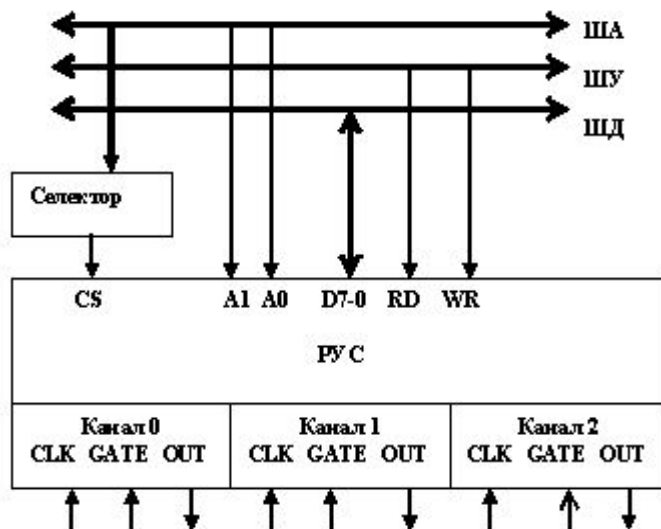 ША
ШУ
ШД
Селектор
CS A1 A0 D7-0 RD WR
РУС
Канал 0 Канал 1 Канал 2
CLK GATE OUT CLK GATE OUT CLK GATE OUT